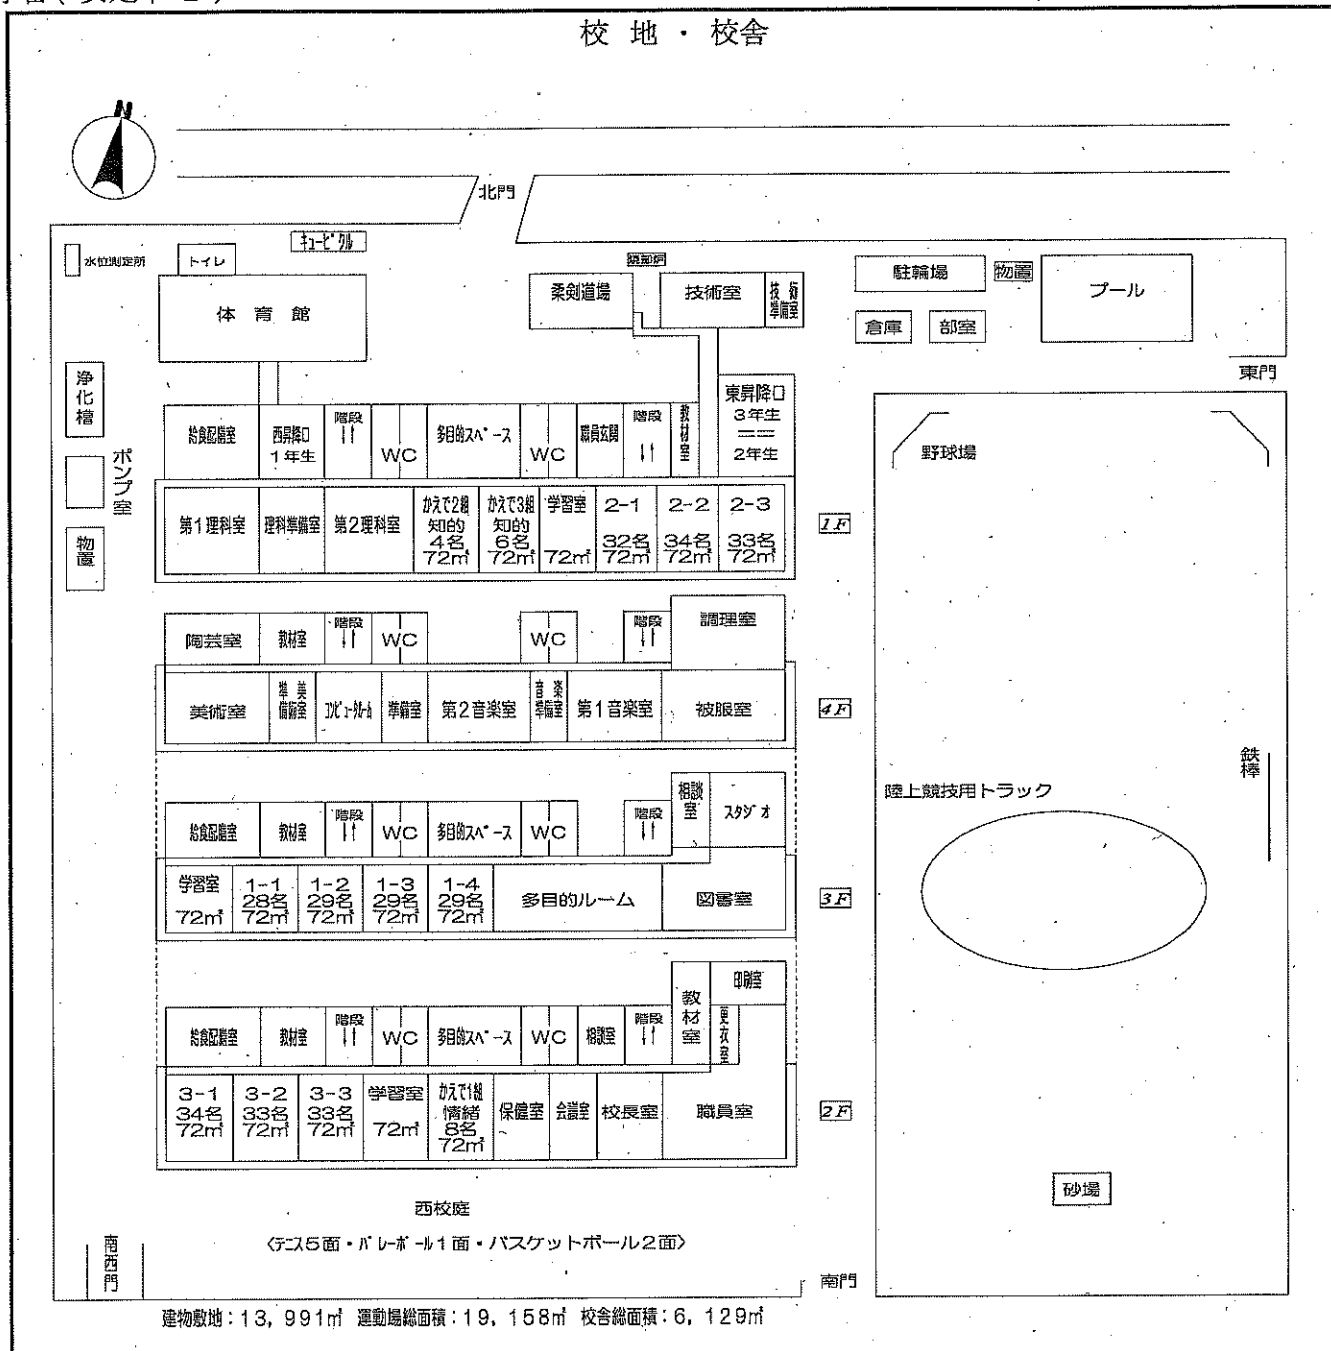 校 地 ・ 校舎
N
北門
キュービクル
水位測定所
トイレ
体 育 館
柔剣道場
技術室
技術準備室
駐輪場
物置
プール
倉庫
部室
東門
浄化槽
ポンプ室
物置
給食配膳室
西昇降口
1年生
階段
↓↑
WC
多目的スペース
WC
職員玄関
階段
↓↑
教材室
東昇降口
3年生
==
2年生
野球場
第1理科室
理科準備室
第2理科室
かえで2組
知的
4名
72㎡
かえで3組
知的
6名
72㎡
学習室
72㎡
2-1
32名
72㎡
2-2
34名
72㎡
2-3
33名
72㎡
1F
陶芸室
教材室
階段
↓↑
WC
WC
階段
↓↑
調理室
美術室
美術準備室
コンピュータルーム
準備室
第2音楽室
音楽準備室
第1音楽室
被服室
4F
鉄棒
陸上競技用トラック
給食配膳室
教材室
階段
↓↑
WC
多目的スペース
WC
階段
↓↑
相談室
スタジオ
学習室
72㎡
1-1
28名
72㎡
1-2
29名
72㎡
1-3
29名
72㎡
1-4
29名
72㎡
多目的ルーム
図書室
3F
給食配膳室
教材室
階段
↓↑
WC
多目的スペース
WC
相談室
階段
↓↑
教材室
印刷室
更衣室
3-1
34名
72㎡
3-2
33名
72㎡
3-3
33名
72㎡
学習室
72㎡
かえで1組
情緒
8名
72㎡
保健室
会議室
校長室
職員室
2F
砂場
西校庭
〈テニス5面・バレーボール1面・バスケットボール2面〉
南西門
南門
建物敷地：13，991㎡ 運動場総面積：19，158㎡ 校舎総面積：6，129㎡